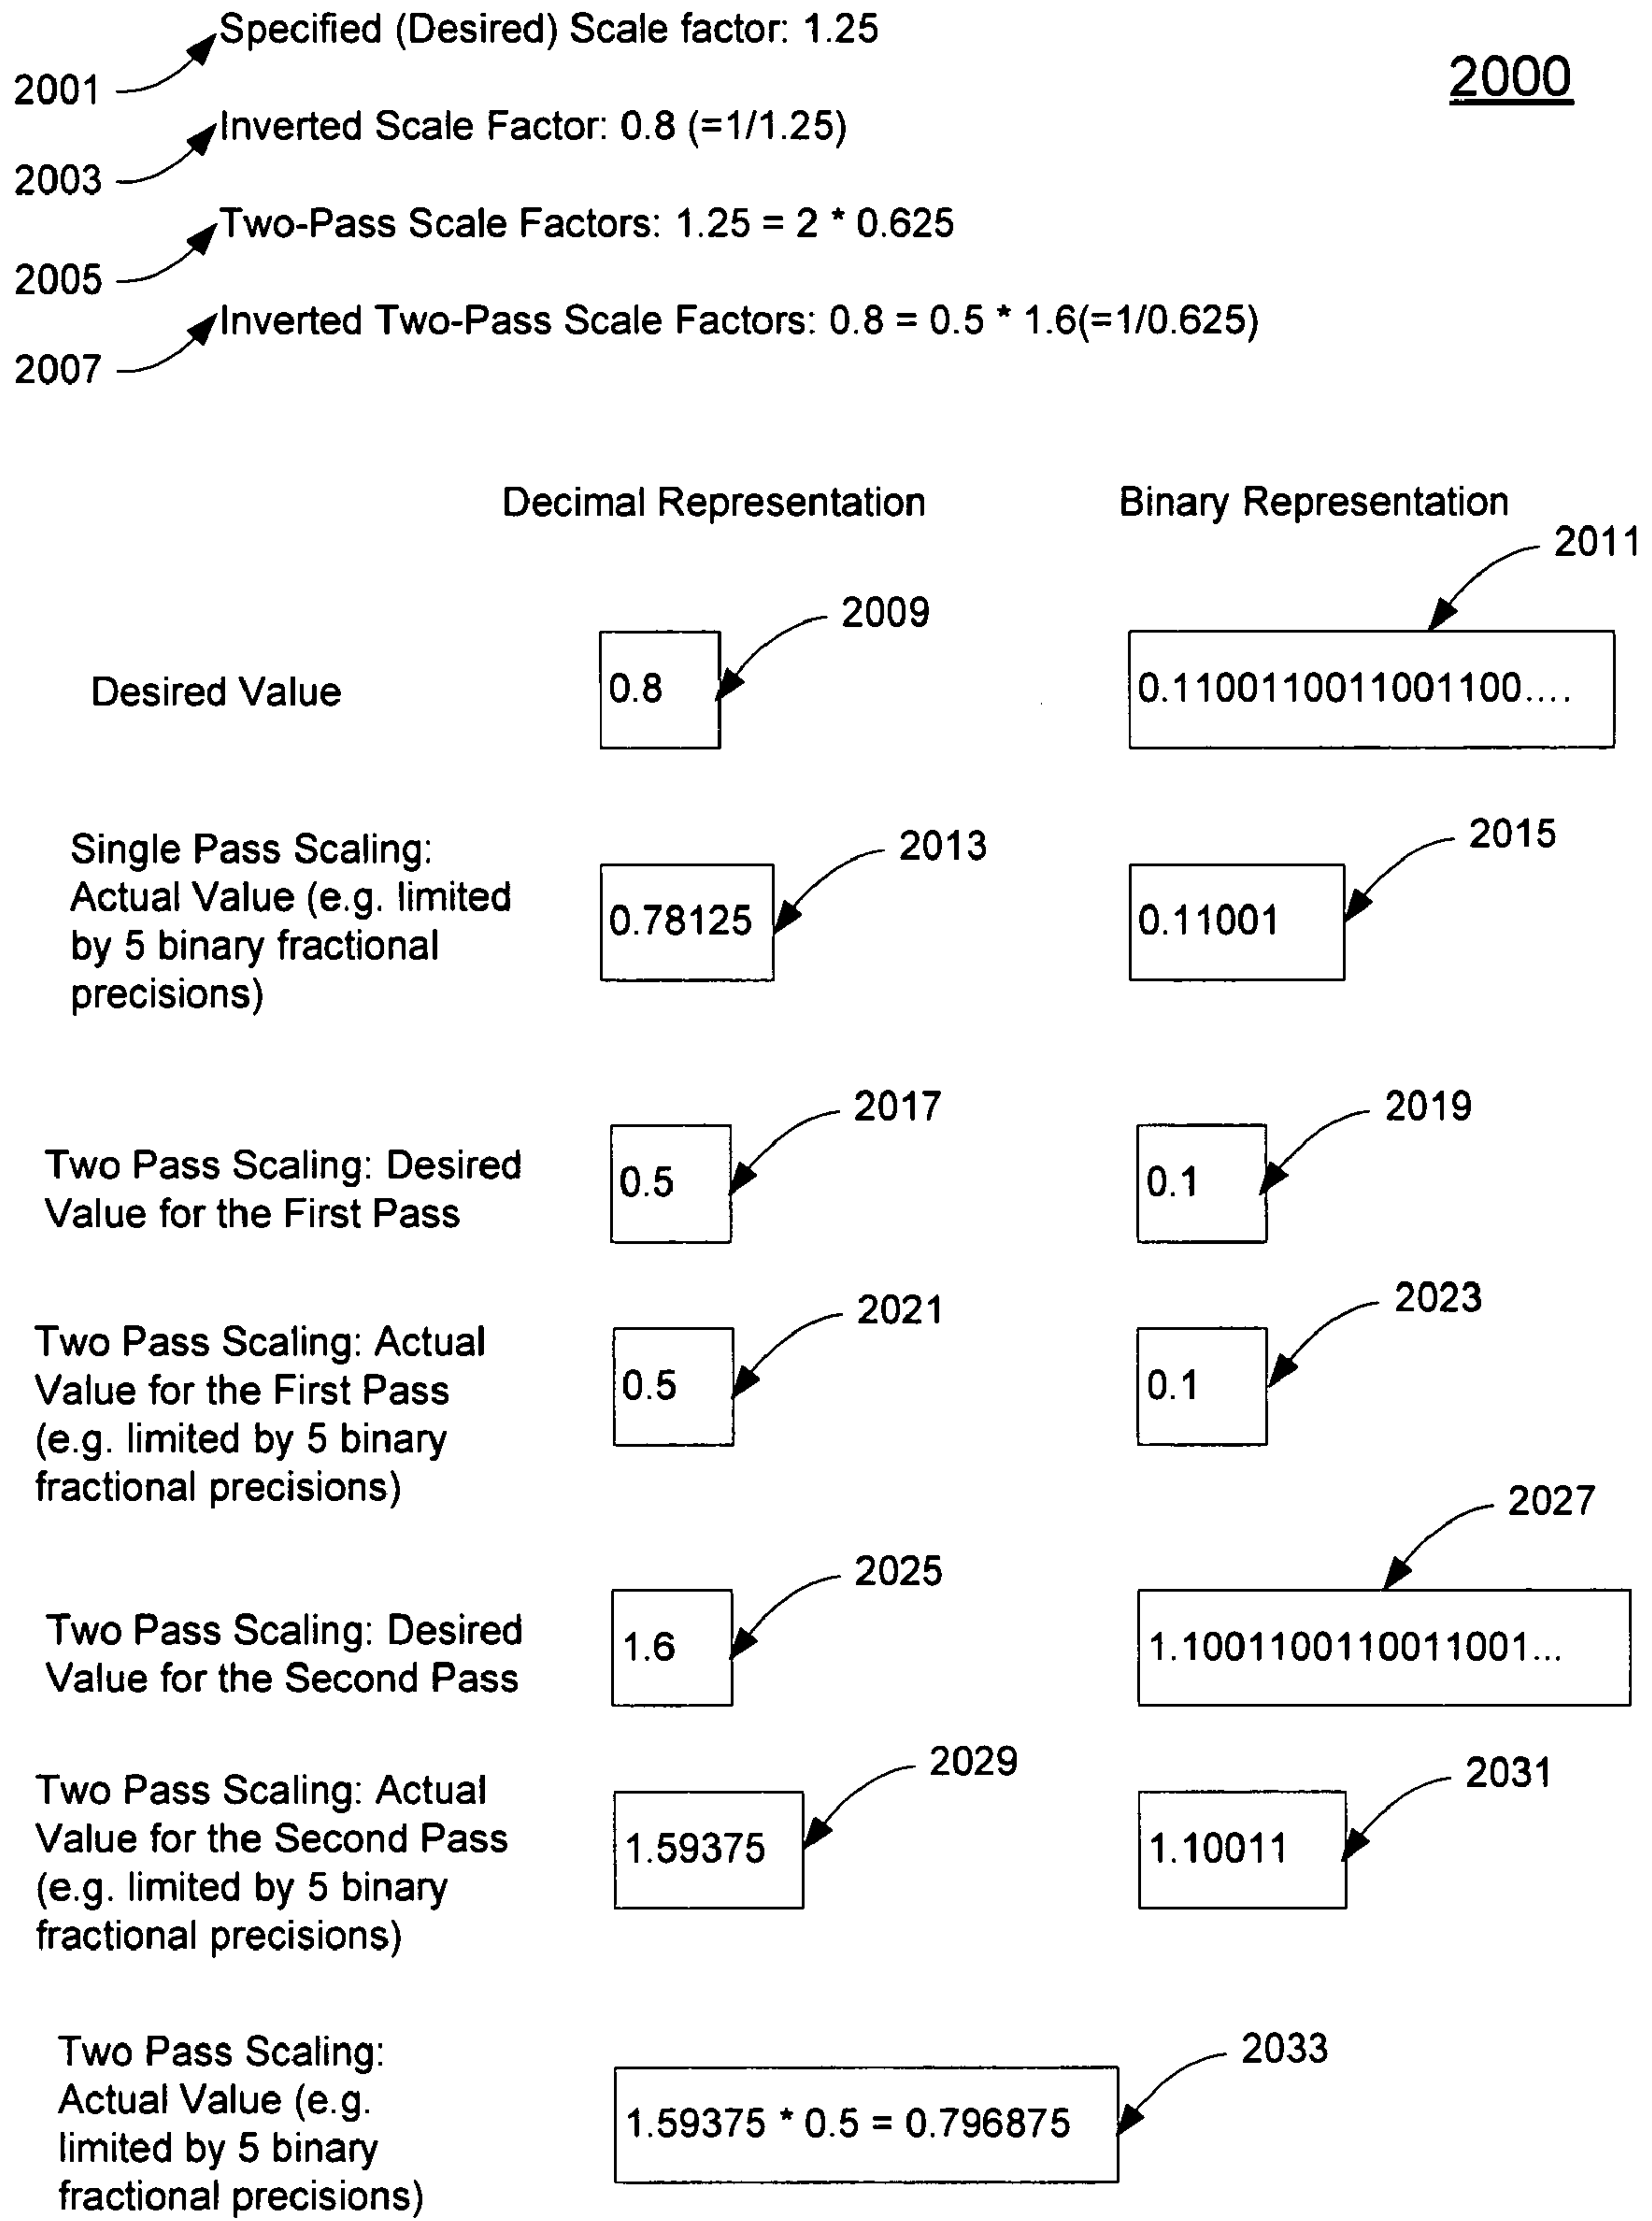 Specified (Desired) Scale factor: 1.25
2000
2001
Inverted Scale Factor: 0.8 (=1/1.25)
2003
Two-Pass Scale Factors: 1.25 = 2 * 0.625
2005
Inverted Two-Pass Scale Factors: 0.8 = 0.5 * 1.6(=1/0.625)
2007
Decimal Representation
Binary Representation
2011
2009
Desired Value
0.8
0.1100110011001100....
Single Pass Scaling:
Actual Value (e.g. limited
by 5 binary fractional
precisions)
2013
0.78125
2015
0.11001
2017
2019
Two Pass Scaling: Desired
Value for the First Pass
0.5
0.1
2021
2023
Two Pass Scaling: Actual
Value for the First Pass
(e.g. limited by 5 binary
fractional precisions)
0.5
0.1
2027
2025
Two Pass Scaling: Desired
Value for the Second Pass
1.6
1.1001100110011001...
2029
2031
Two Pass Scaling: Actual
Value for the Second Pass
(e.g. limited by 5 binary
fractional precisions)
1.59375
1.10011
2033
Two Pass Scaling:
Actual Value (e.g.
limited by 5 binary
fractional precisions)
1.59375 * 0.5 = 0.796875